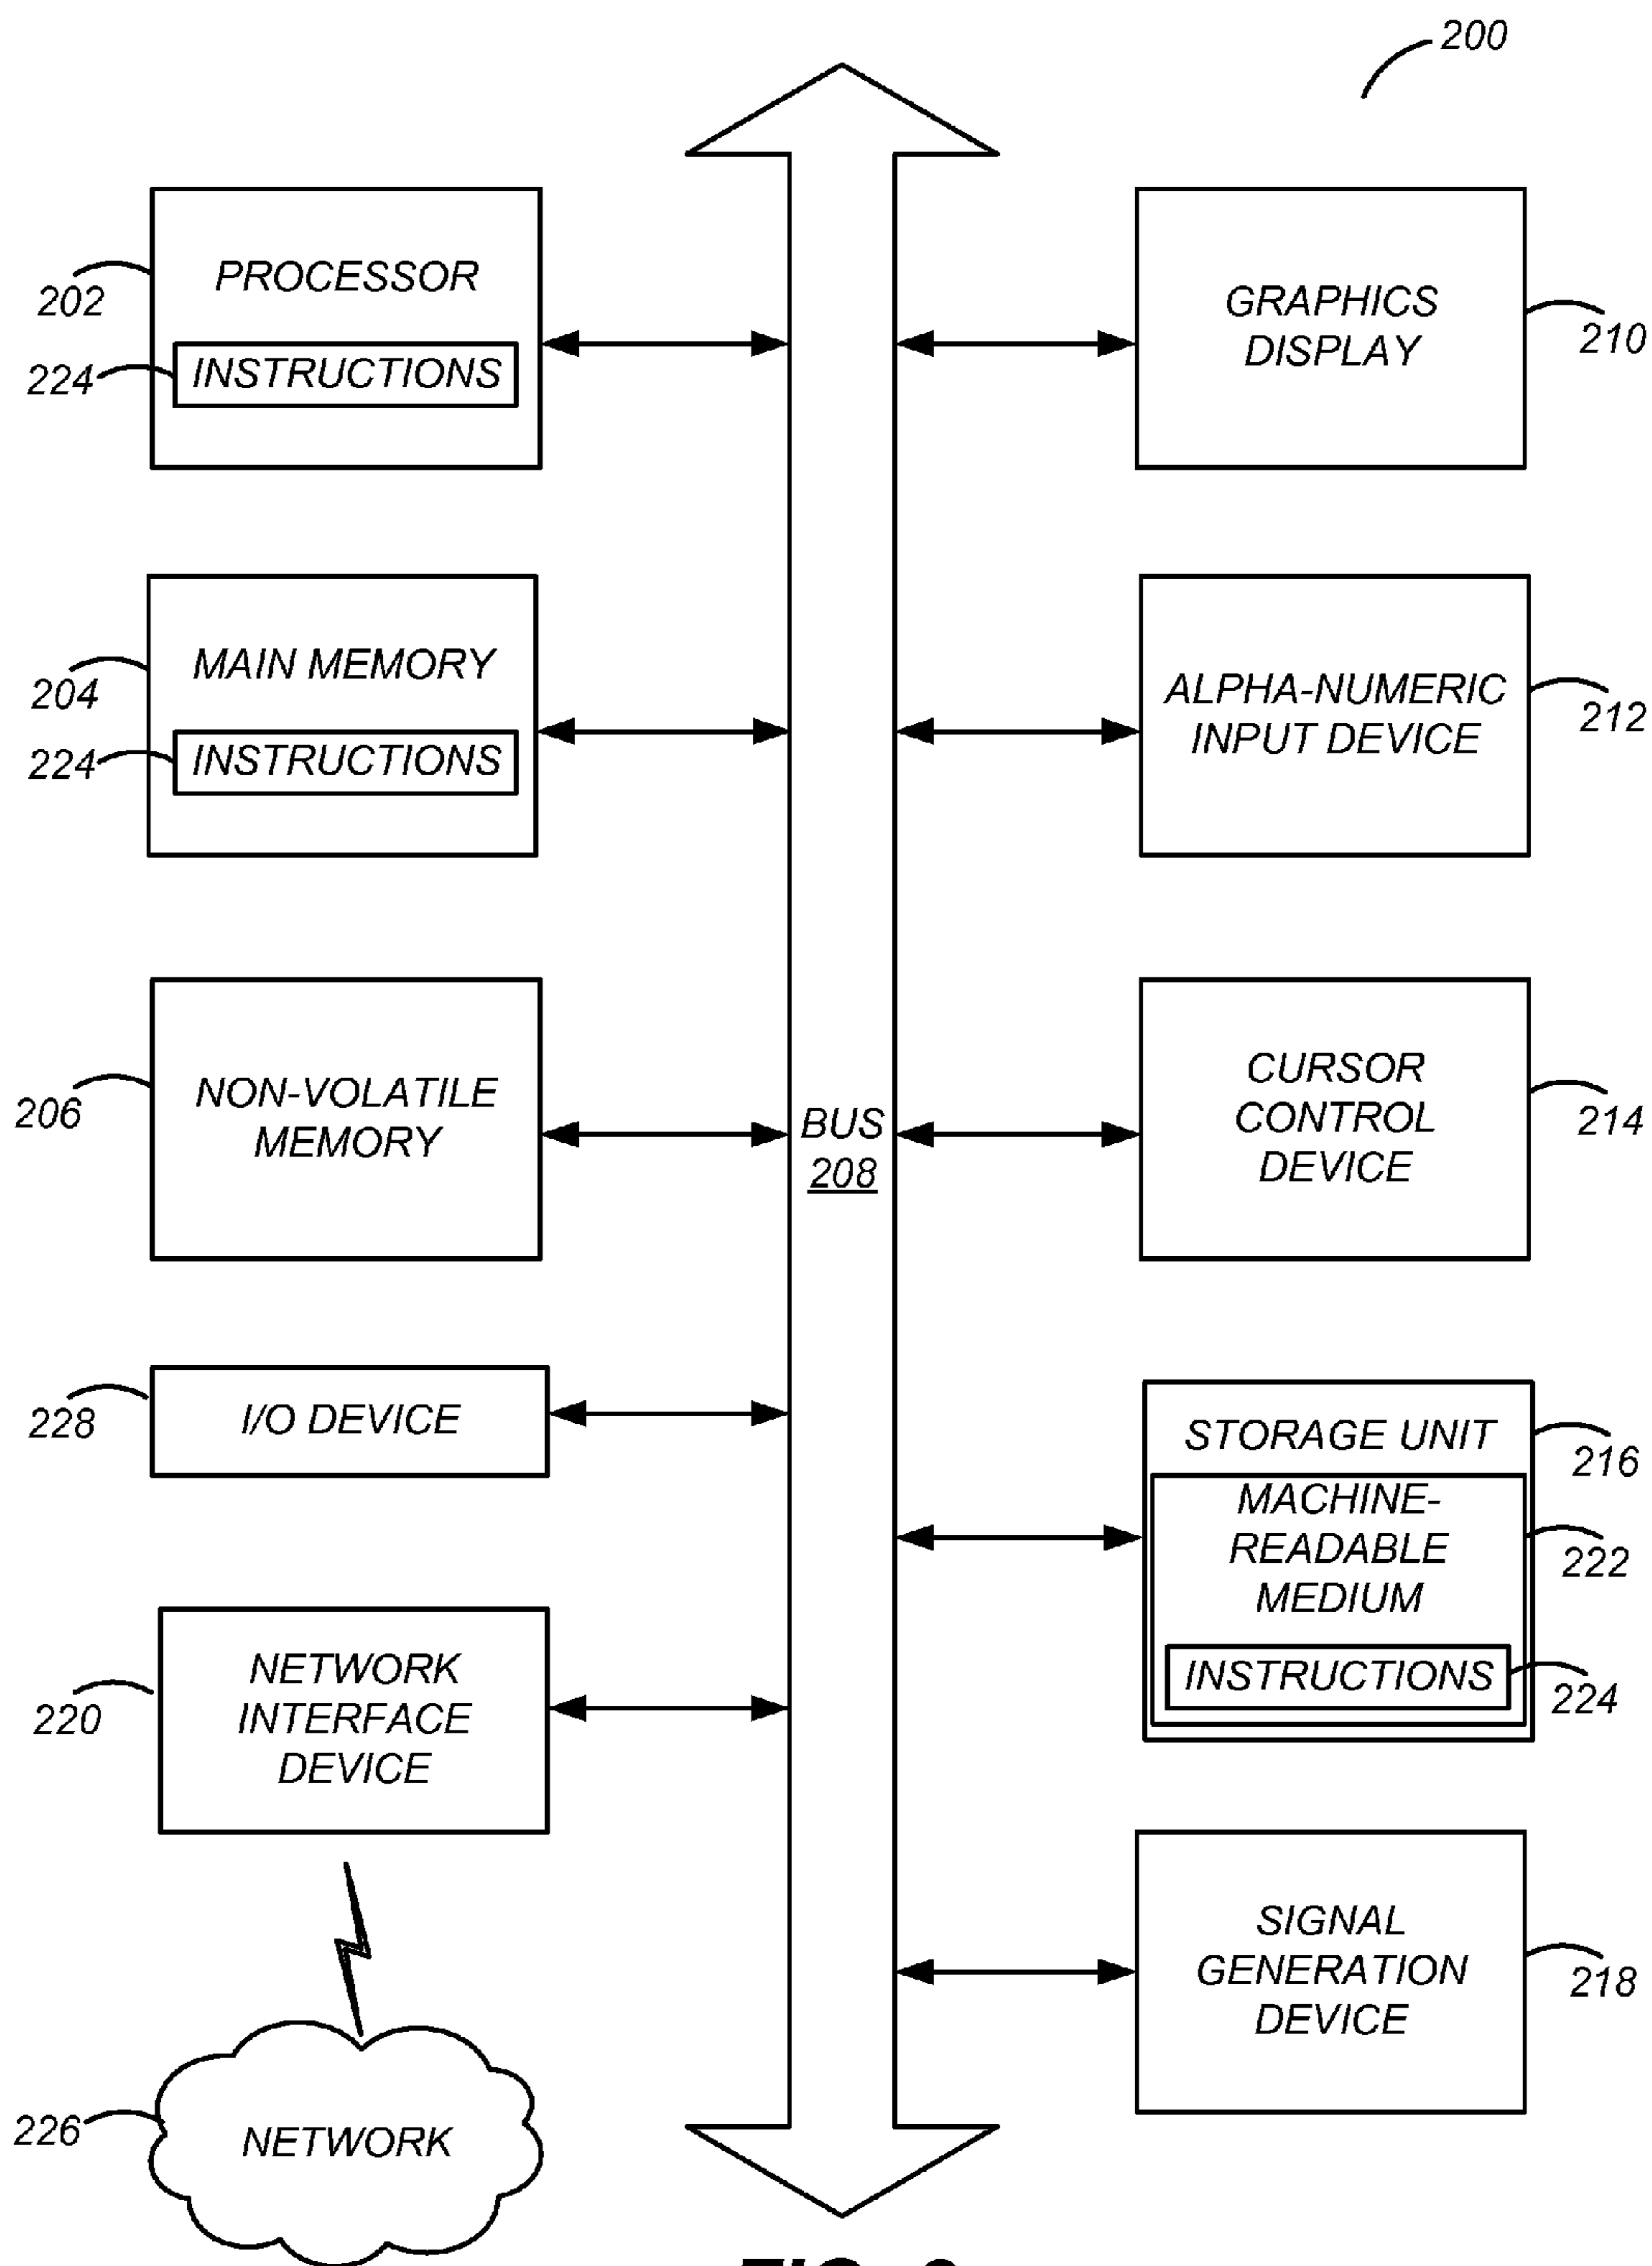 200
PROCESSOR
202
224
INSTRUCTIONS
GRAPHICS
DISPLAY
210
MAIN MEMORY
204
224
INSTRUCTIONS
ALPHA-NUMERIC
INPUT DEVICE
212
NON-VOLATILE
MEMORY
206
BUS
208
CURSOR
CONTROL
DEVICE
214
I/O DEVICE
228
STORAGE UNIT
216
MACHINE-
READABLE
MEDIUM
222
INSTRUCTIONS
224
NETWORK
INTERFACE
DEVICE
220
SIGNAL
GENERATION
DEVICE
218
NETWORK
226
FIG.